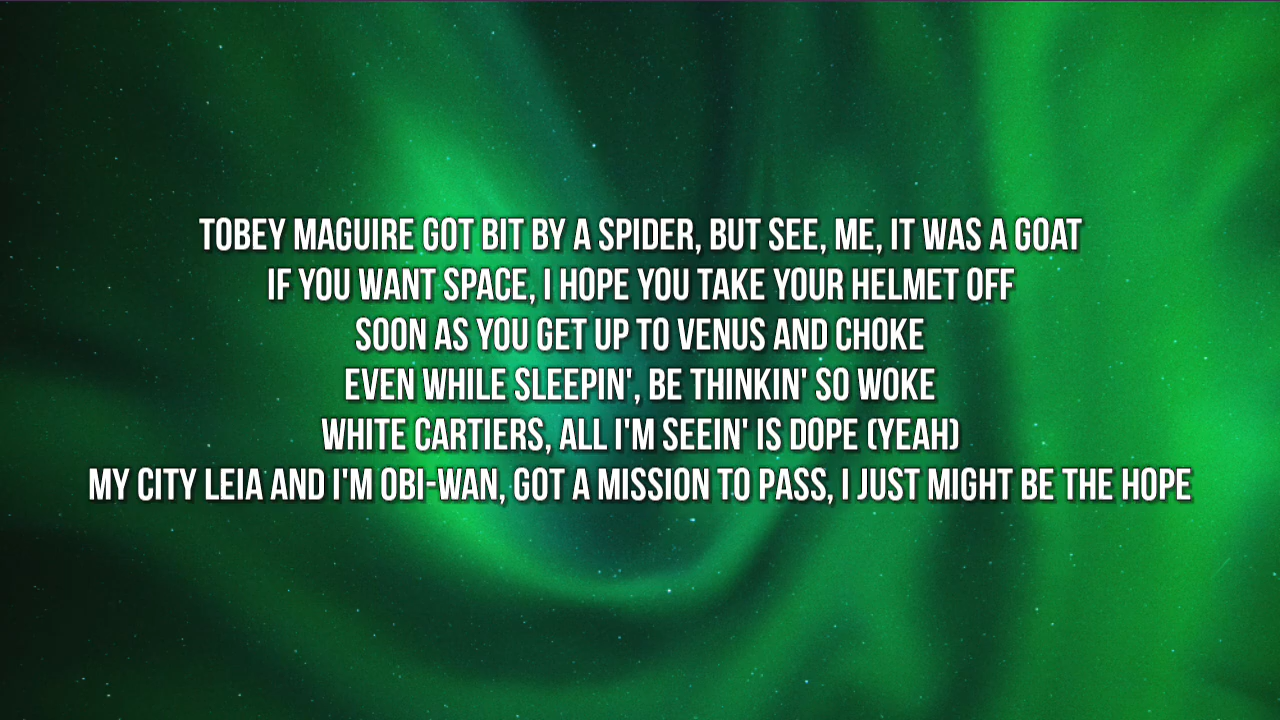 TOBEY MAGUIRE GOT BIT BY A SPIDER, BUT SEE, ME, IT WAS A GOAT
IF YOU WANT SPACE, I HOPE YOU TAKE YOUR HELMET OFF
SOON AS YOU GET UP TO VENUS AND CHOKE
EVEN WHILE SLEEPIN', BE THINKIN' SO WOKE
WHITE CARTIERS, ALL I'M SEEIN' IS DOPE (YEAH)
MY CITY LEIA AND I'M OBI-WAN, GOT A MISSION TO PASS, I JUST MIGHT BE THE HOPE